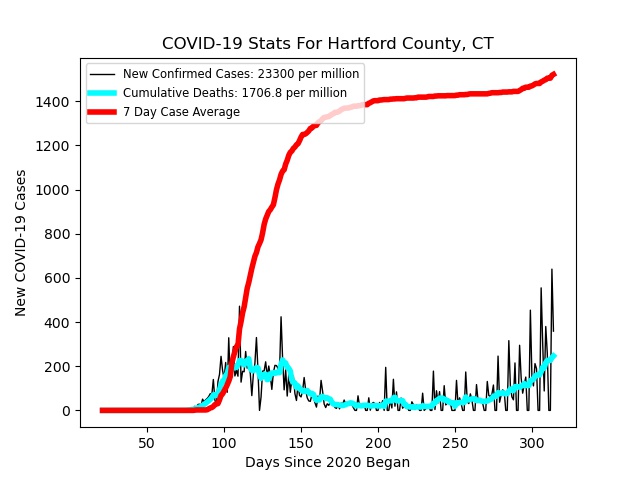 COVID-19 Stats For Hartford County, CT
New Confirmed Cases: 23300 per million
Cumulative Deaths: 1706.8 per million
7 Day Case Average
1400
1200
1000
800
600
400
200
0
New COVID-19 Cases
50 100 150 200 250 300
Days Since 2020 Began